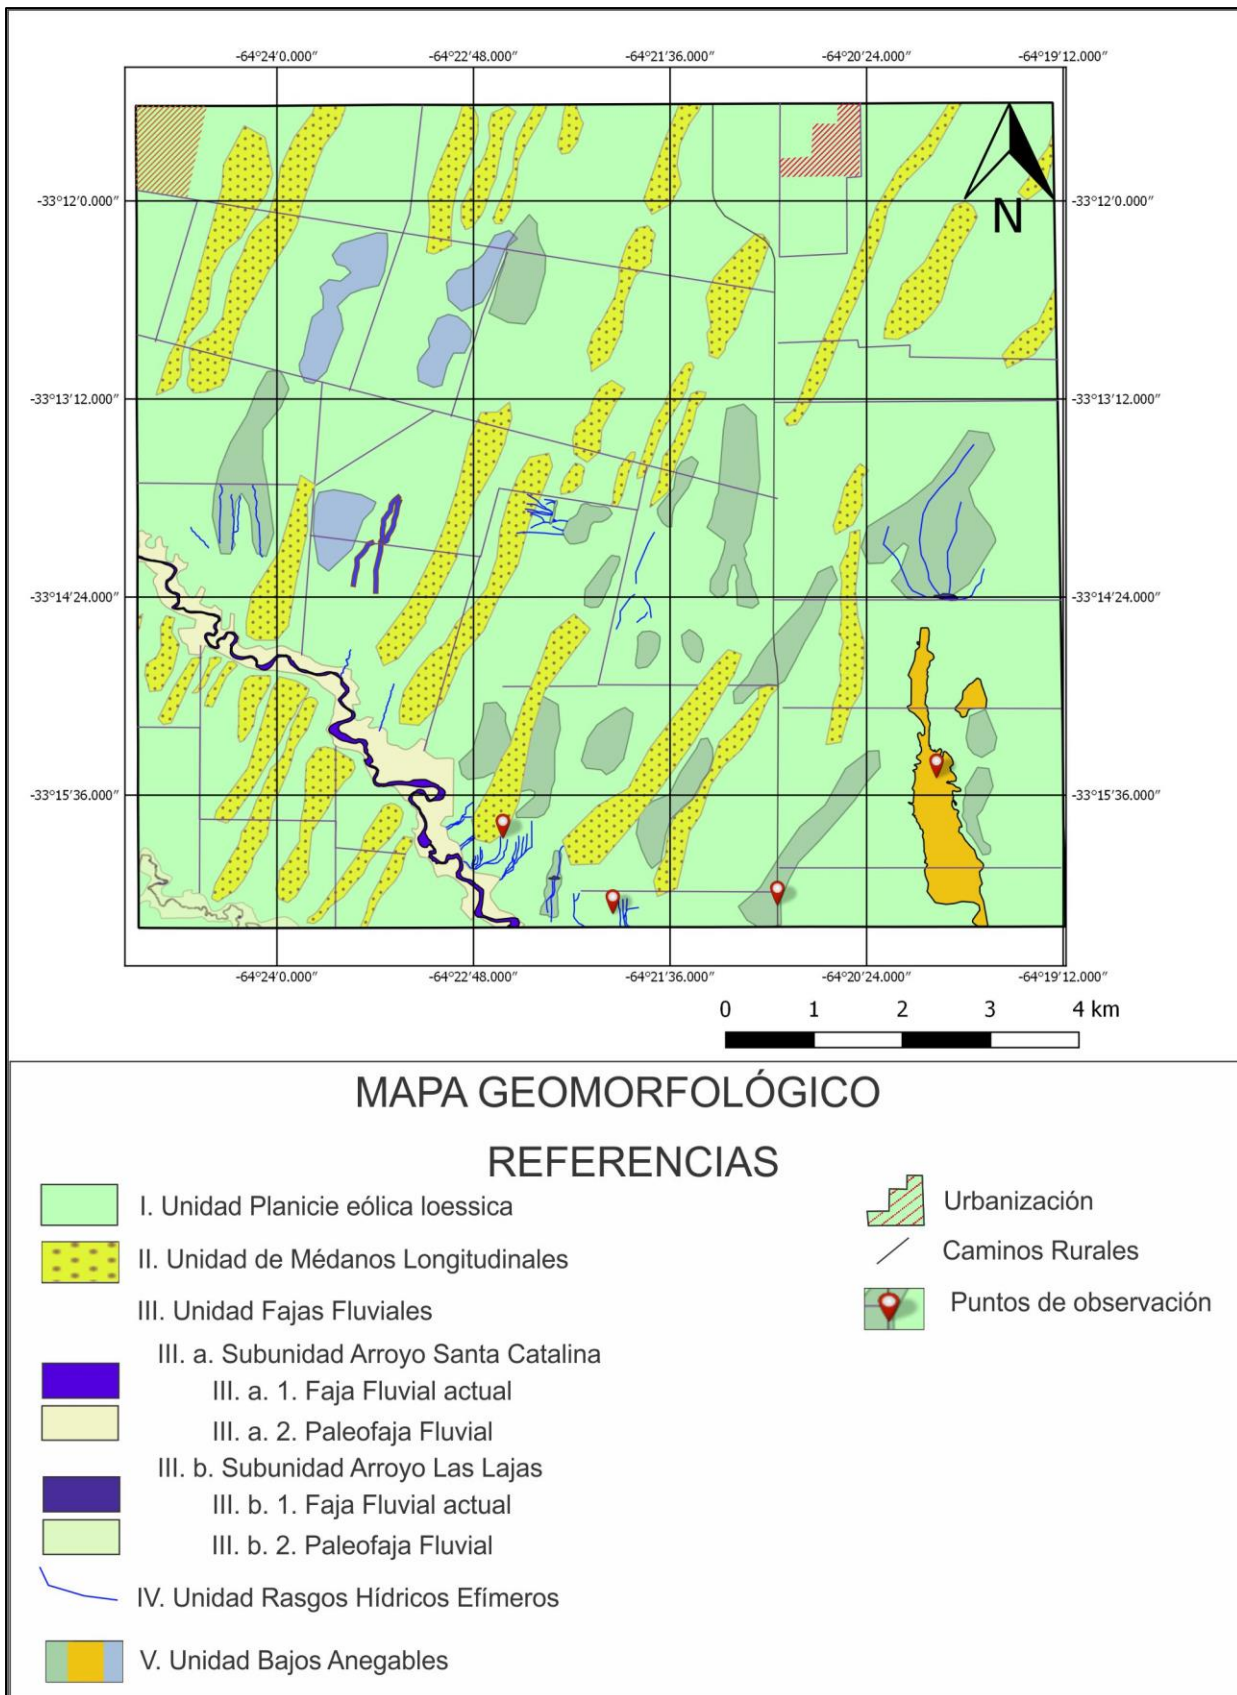 -64°24'0.000" -64°22'48.000" -64°21'36.000" -64°20'24.000" -64°19'12.000"
N
-33°12'0.000" -33°12'0.000"
-33°13'12.000" -33°13'12.000"
-33°14'24.000" -33°14'24.000"
-33°15'36.000" -33°15'36.000"
-64°24'0.000" -64°22'48.000" -64°21'36.000" -64°20'24.000" -64°19'12.000"
0 1 2 3 4 km
MAPA GEOMORFOLÓGICO
REFERENCIAS
I. Unidad Planicie eólica loessica
II. Unidad de Médanos Longitudinales
III. Unidad Fajas Fluviales
III. a. Subunidad Arroyo Santa Catalina
III. a. 1. Faja Fluvial actual
III. a. 2. Paleofaja Fluvial
III. b. Subunidad Arroyo Las Lajas
III. b. 1. Faja Fluvial actual
III. b. 2. Paleofaja Fluvial
IV. Unidad Rasgos Hídricos Efímeros
V. Unidad Bajos Anegables
Urbanización
Caminos Rurales
Puntos de observación